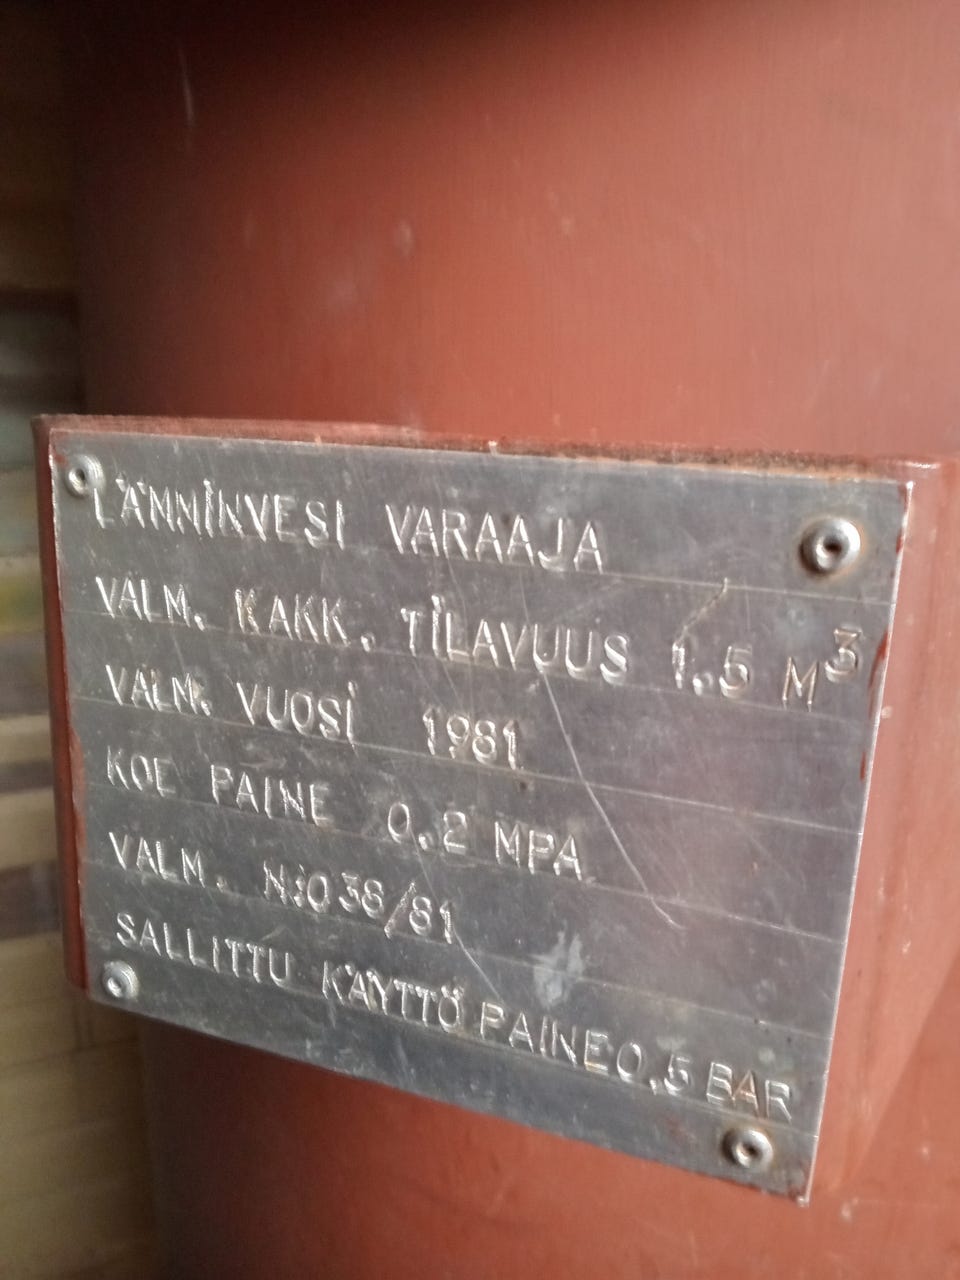 LÄMMINVESI VARAAJA
VALM. KAKK. TILAVUUS 1.5 M³
VALM. VUOSI 1981
KOE PAINE 0.2 MPA
VALM. N:O 38/81
SALLITTU KÄYTTÖ PAINE 0.5 BAR